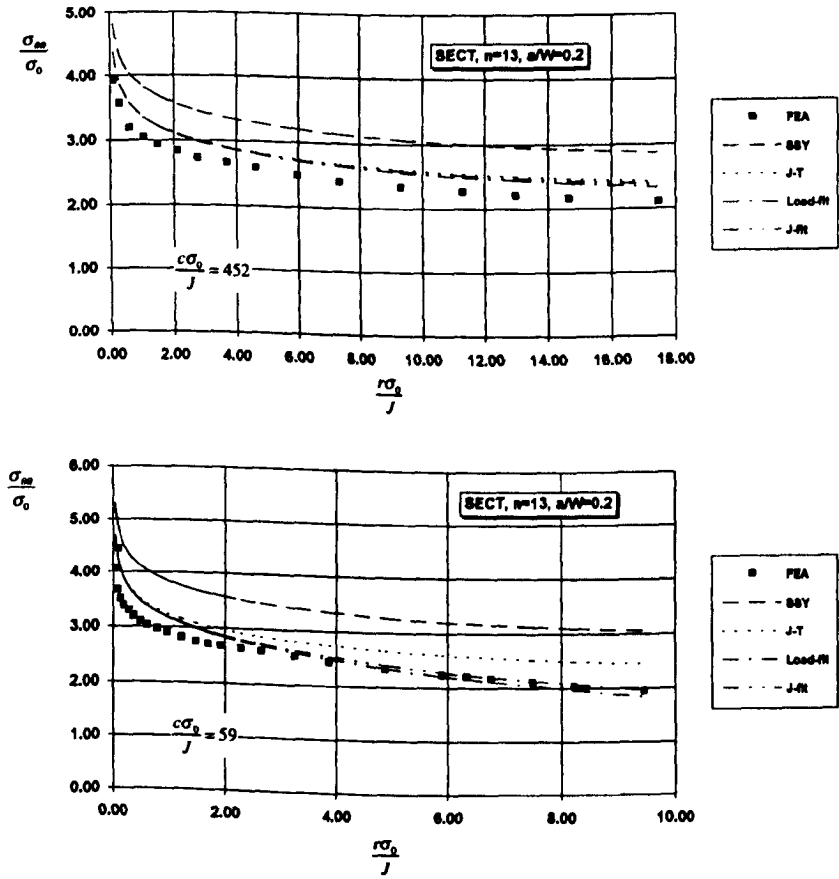 5.00
σθθ
σ0
SECT, n=13, a/W=0.2
4.00
3.00
2.00
1.00
cσ0
J
= 452
0.00
0.00 2.00 4.00 6.00 8.00 10.00 12.00 14.00 16.00 18.00
rσ0
J
FEA
SSY
J-T
Load-fit
J-fit
6.00
σθθ
σ0
SECT, n=13, a/W=0.2
5.00
4.00
3.00
2.00
1.00
cσ0
J
= 59
0.00
0.00 2.00 4.00 6.00 8.00 10.00
rσ0
J
FEA
SSY
J-T
Load-fit
J-fit